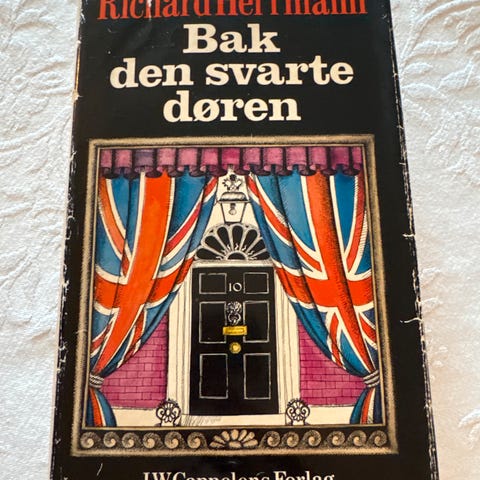 Richard Herrmann
Bak
den svarte
døren
10
J.W. Cappelens Forlag